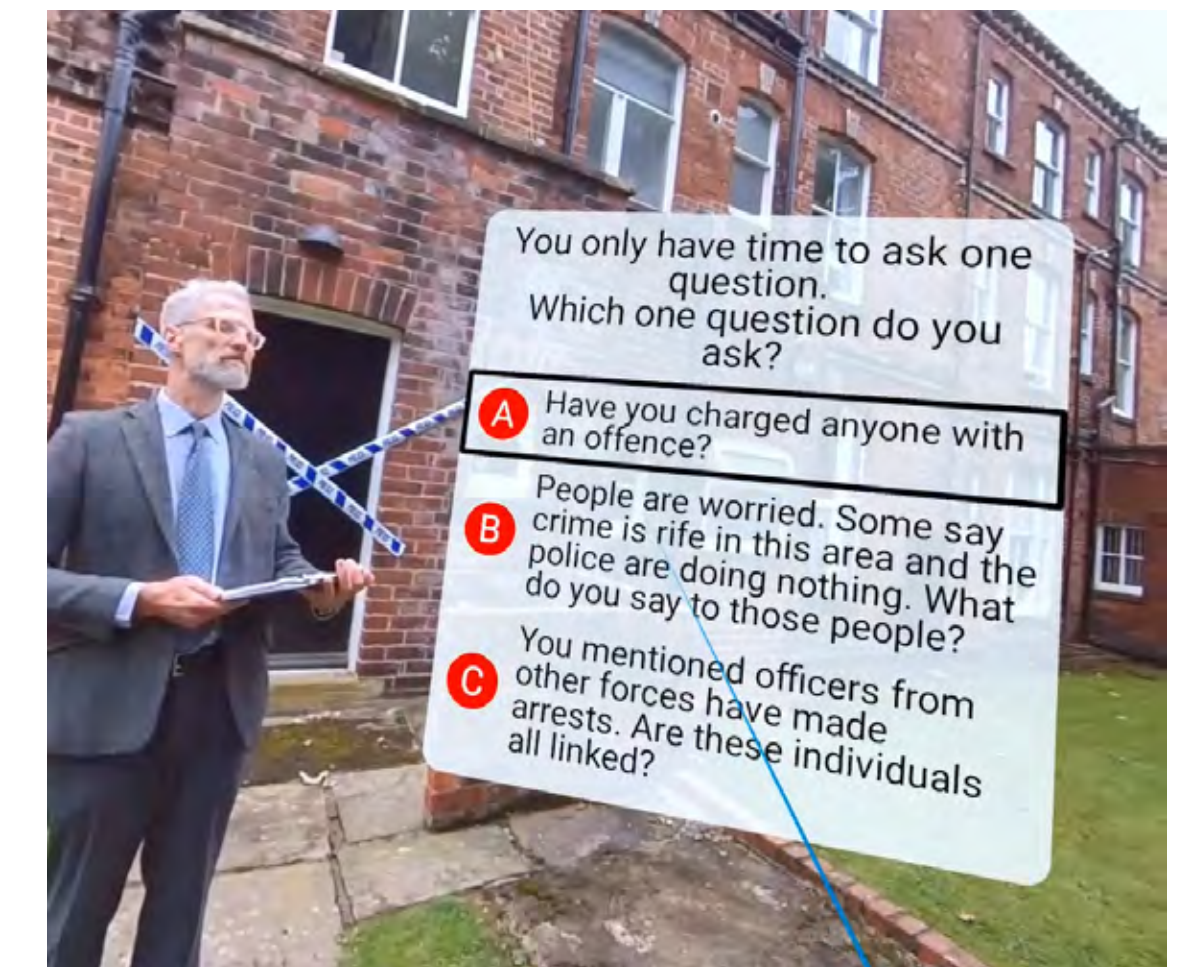 You only have time to ask one
question.
Which one question do you
ask?
A
Have you charged anyone with
an offence?
B
People are worried. Some say
crime is rife in this area and the
police are doing nothing. What
do you say to those people?
C
You mentioned officers from
other forces have made
arrests. Are these individuals
all linked?